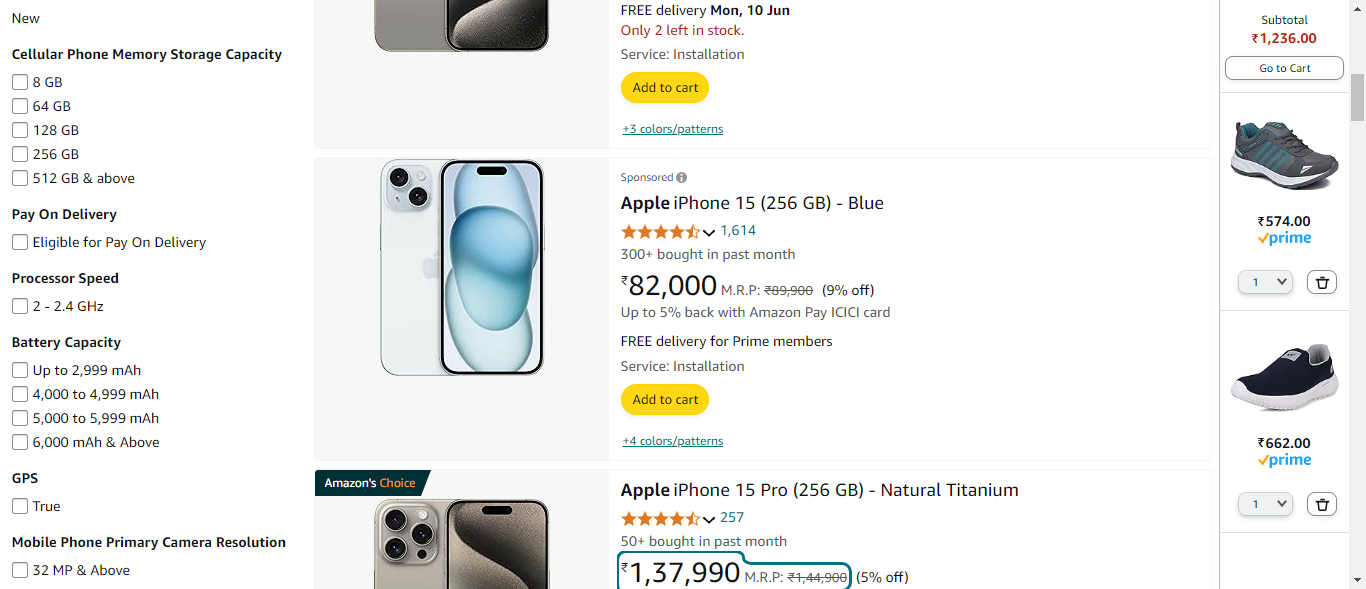 New
Cellular Phone Memory Storage Capacity
8 GB
64 GB
128 GB
256 GB
512 GB & above
Pay On Delivery
Eligible for Pay On Delivery
Processor Speed
2 - 2.4 GHz
Battery Capacity
Up to 2,999 mAh
4,000 to 4,999 mAh
5,000 to 5,999 mAh
6,000 mAh & Above
GPS
True
Mobile Phone Primary Camera Resolution
32 MP & Above
FREE delivery Mon, 10 Jun
Only 2 left in stock.
Service: Installation
Add to cart
+3 colors/patterns
Sponsored
Apple iPhone 15 (256 GB) - Blue
1,614
300+ bought in past month
₹82,000 M.R.P: ₹89,900 (9% off)
Up to 5% back with Amazon Pay ICICI card
FREE delivery for Prime members
Service: Installation
Add to cart
+4 colors/patterns
Amazon's Choice
Apple iPhone 15 Pro (256 GB) - Natural Titanium
257
50+ bought in past month
₹1,37,990 M.R.P: ₹1,44,900 (5% off)
Subtotal
₹1,236.00
Go to Cart
₹574.00
prime
1
₹662.00
prime
1